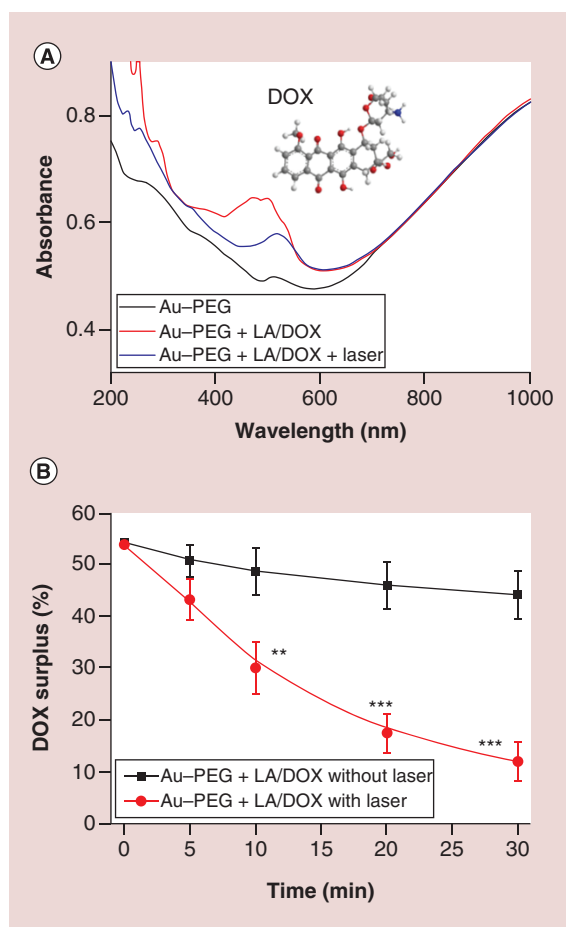 A
DOX
0.8
0.6
0.4
Absorbance
Au–PEG
Au–PEG + LA/DOX
Au–PEG + LA/DOX + laser
200 400 600 800 1000
Wavelength (nm)
B
60
50
40
30
20
10
0
DOX surplus (%)
**
***
***
Au–PEG + LA/DOX without laser
Au–PEG + LA/DOX with laser
0 5 10 15 20 25 30
Time (min)